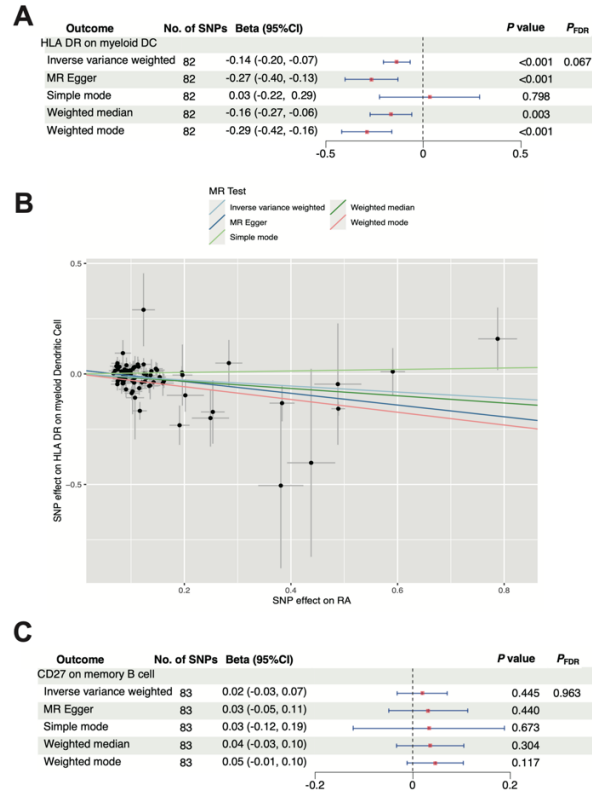 A
Outcome No. of SNPs Beta (95%CI) P value PFDR
HLA DR on myeloid DC
Inverse variance weighted 82 -0.14 (-0.20, -0.07) <0.001 0.067
MR Egger 82 -0.27 (-0.40, -0.13) <0.001
Simple mode 82 0.03 (-0.22, 0.29) 0.798
Weighted median 82 -0.16 (-0.27, -0.06) 0.003
Weighted mode 82 -0.29 (-0.42, -0.16) <0.001
-0.5 0 0.5
B
MR Test
Inverse variance weighted Weighted median
MR Egger Weighted mode
Simple mode
0.5
0.0
−0.5
SNP effect on HLA DR on myeloid Dendritic Cell
0.2 0.4 0.6 0.8
SNP effect on RA
C
Outcome No. of SNPs Beta (95%CI) P value PFDR
CD27 on memory B cell
Inverse variance weighted 83 0.02 (-0.03, 0.07) 0.445 0.963
MR Egger 83 0.03 (-0.05, 0.11) 0.440
Simple mode 83 0.03 (-0.12, 0.19) 0.673
Weighted median 83 0.04 (-0.03, 0.10) 0.304
Weighted mode 83 0.05 (-0.01, 0.10) 0.117
-0.2 0 0.2